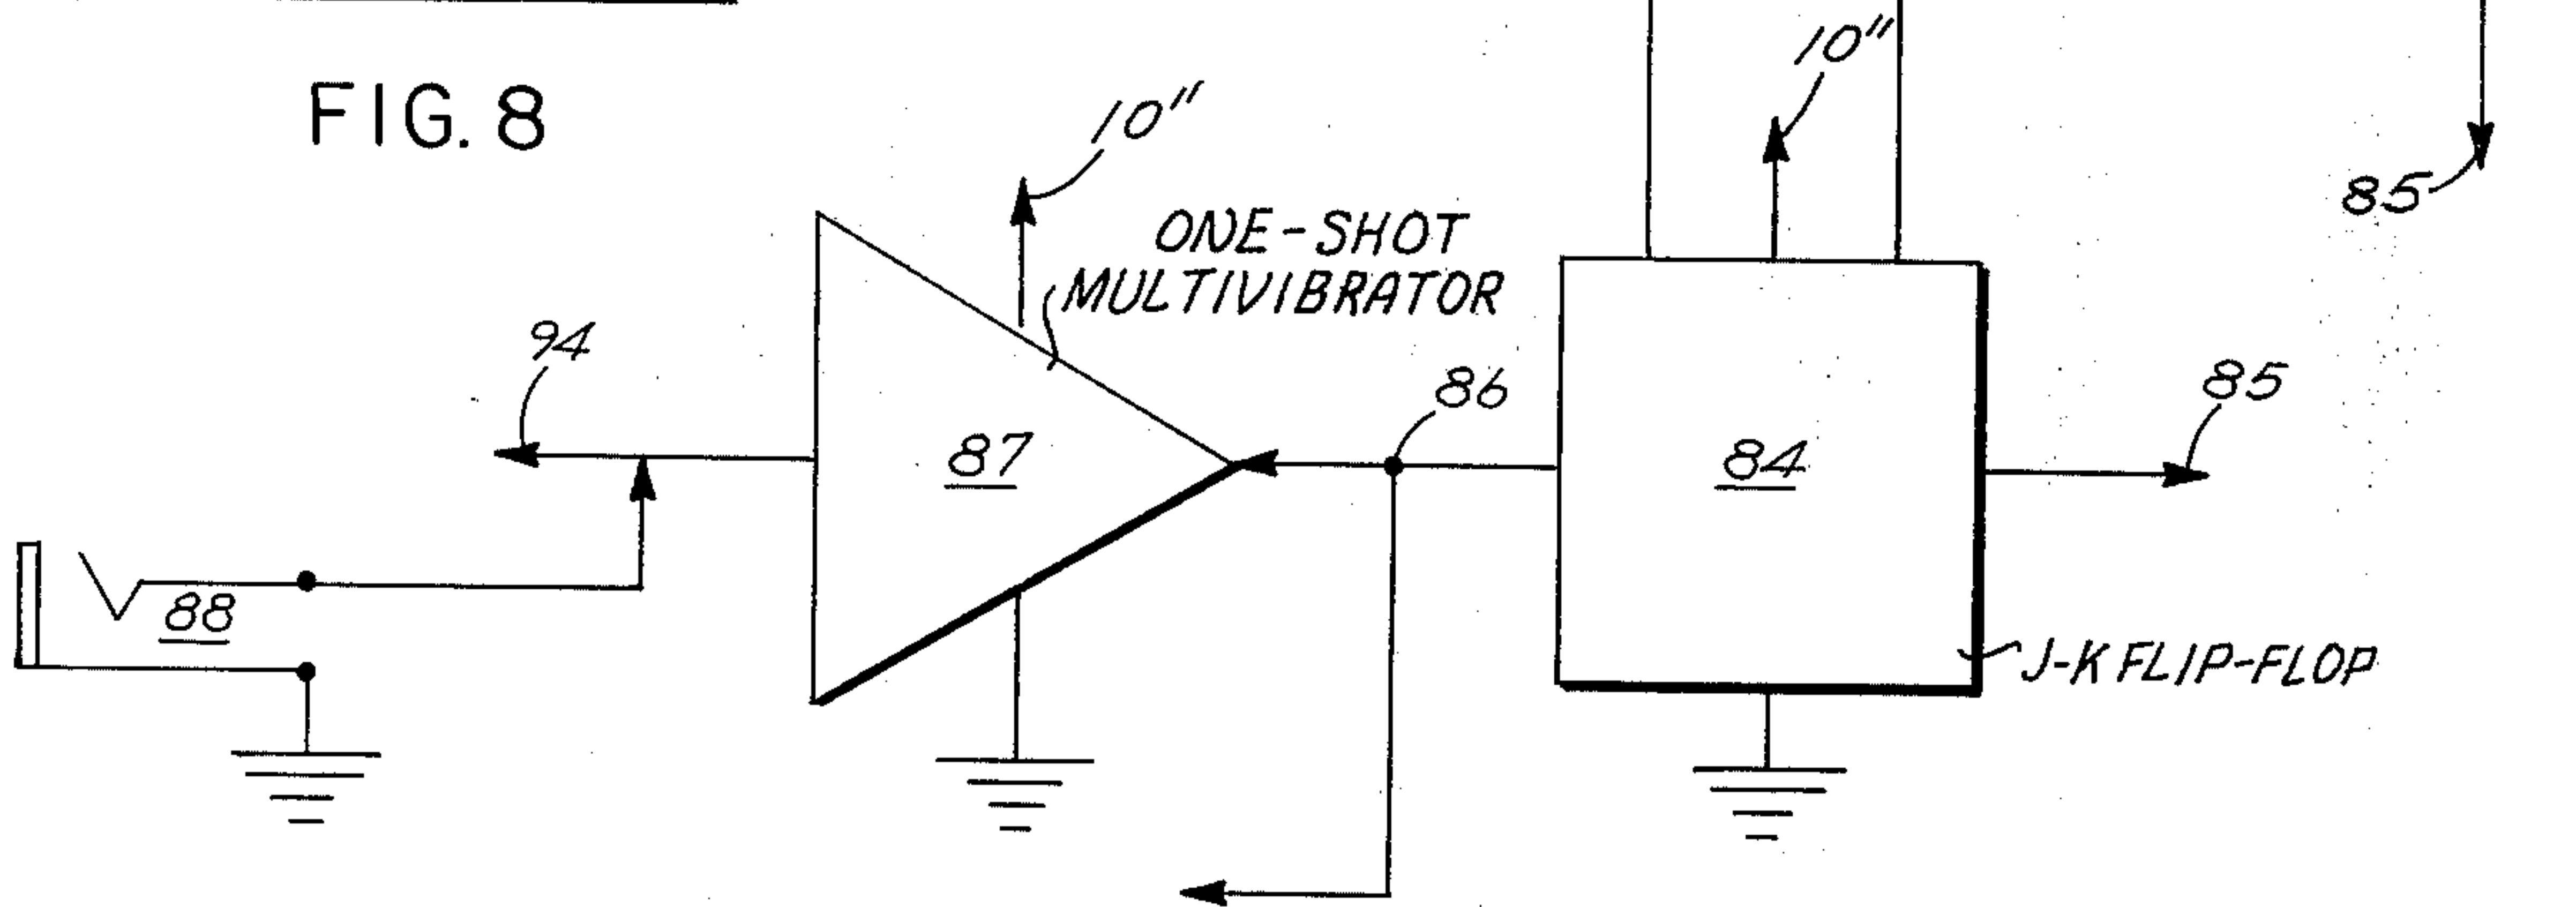 10"
FIG. 8
10"
85
ONE-SHOT
MULTIVIBRATOR
94
86
85
87
84
88
J-K FLIP-FLOP